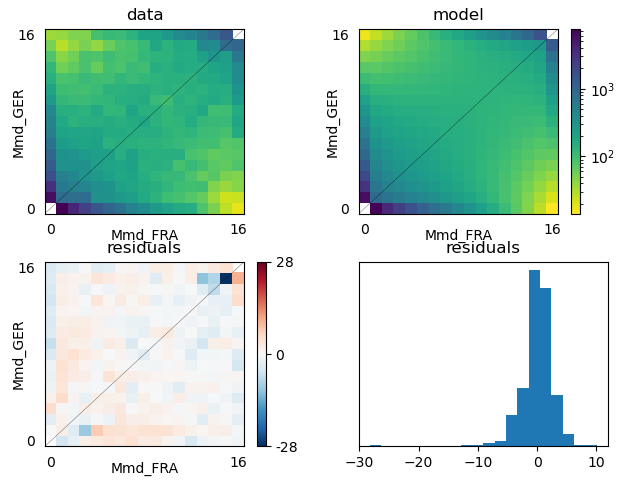 data
model
16
Mmd_GER
0
0
Mmd_FRA
16
16
Mmd_GER
0
0
Mmd_FRA
16
10³
10²
residuals
residuals
16
Mmd_GER
0
0
Mmd_FRA
16
28
0
-28
−30
−20
−10
0
10